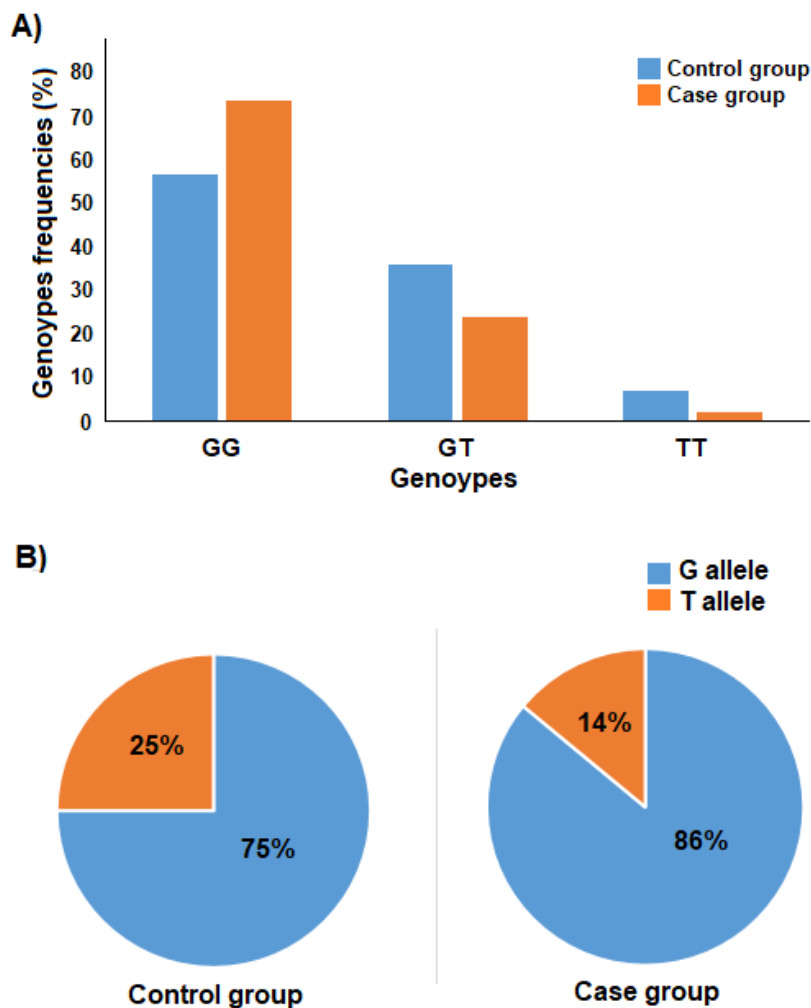 A)
Control group
Case group
Genoypes frequencies (%)
80
70
60
50
40
30
20
10
0
GG GT TT
Genoypes
B)
G allele
T allele
25%
75%
14%
86%
Control group
Case group